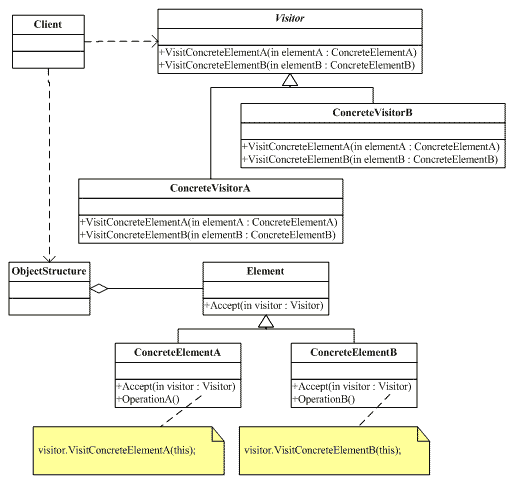 Client
Visitor
+VisitConcreteElementA(in elementA : ConcreteElementA)
+VisitConcreteElementB(in elementB : ConcreteElementB)
ConcreteVisitorB
+VisitConcreteElementA(in elementA : ConcreteElementA)
+VisitConcreteElementB(in elementB : ConcreteElementB)
ConcreteVisitorA
+VisitConcreteElementA(in elementA : ConcreteElementA)
+VisitConcreteElementB(in elementB : ConcreteElementB)
ObjectStructure
Element
+Accept(in visitor : Visitor)
ConcreteElementA
+Accept(in visitor : Visitor)
+OperationA()
ConcreteElementB
+Accept(in visitor : Visitor)
+OperationB()
visitor.VisitConcreteElementA(this);
visitor.VisitConcreteElementB(this);